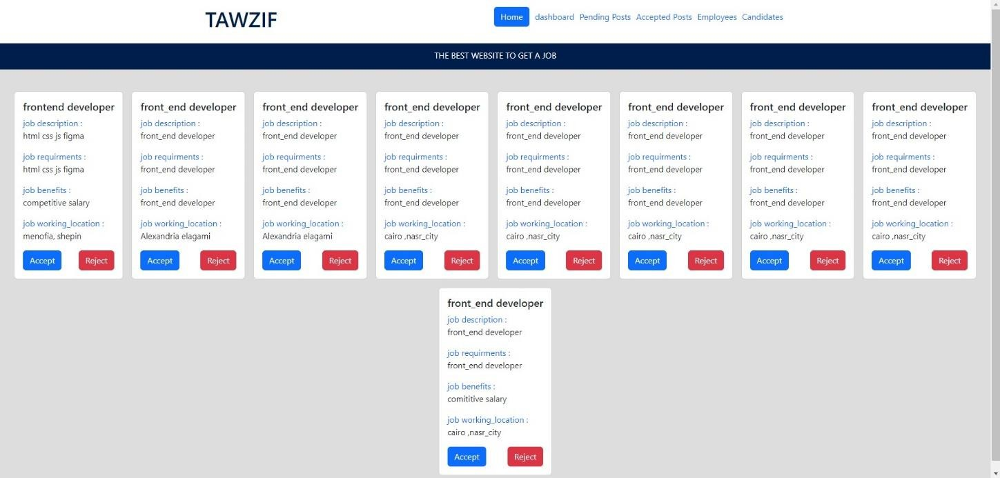 TAWZIF
Home dashboard Pending Posts Accepted Posts Employees Candidates
THE BEST WEBSITE TO GET A JOB
frontend developer
job description :
html css js figma
job requirments :
html css js figma
job benefits :
competitive salary
job working_location :
menofia, shepin
Accept Reject
front_end developer
job description :
front_end developer
job requirments :
front_end developer
job benefits :
front_end developer
job working_location :
Alexandria elagami
Accept Reject
front_end developer
job description :
front_end developer
job requirments :
front_end developer
job benefits :
front_end developer
job working_location :
Alexandria elagami
Accept Reject
front_end developer
job description :
front_end developer
job requirments :
front_end developer
job benefits :
front_end developer
job working_location :
cairo ,nasr_city
Accept Reject
front_end developer
job description :
front_end developer
job requirments :
front_end developer
job benefits :
front_end developer
job working_location :
cairo ,nasr_city
Accept Reject
front_end developer
job description :
front_end developer
job requirments :
front_end developer
job benefits :
front_end developer
job working_location :
cairo ,nasr_city
Accept Reject
front_end developer
job description :
front_end developer
job requirments :
front_end developer
job benefits :
front_end developer
job working_location :
cairo ,nasr_city
Accept Reject
front_end developer
job description :
front_end developer
job requirments :
front_end developer
job benefits :
front_end developer
job working_location :
cairo ,nasr_city
Accept Reject
front_end developer
job description :
front_end developer
job requirments :
front_end developer
job benefits :
comititive salary
job working_location :
cairo ,nasr_city
Accept Reject